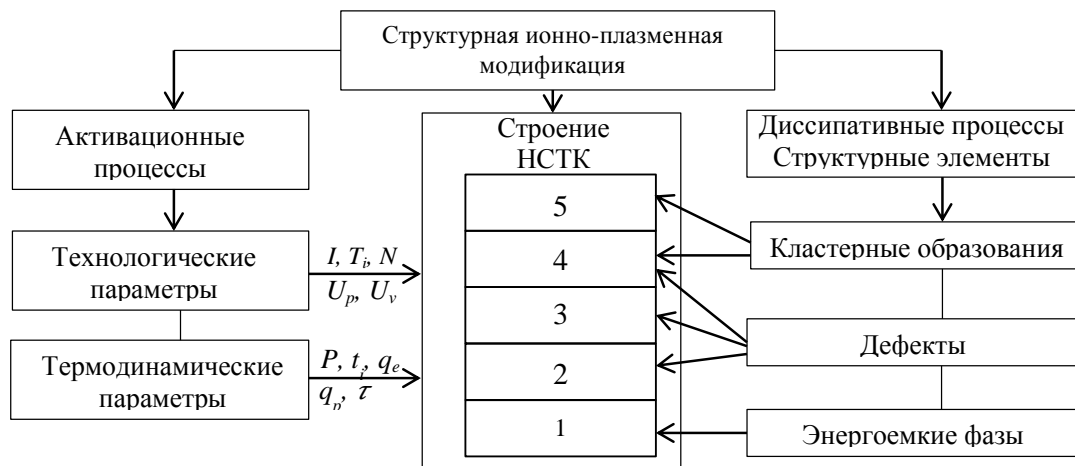 Структурная ионно-плазменная
модификация
Активационные
процессы
Строение
НСТК
Диссипативные процессы
Структурные элементы
5
4
3
2
1
Технологические
параметры
I, Tᵢ, N
Uₚ, Uᵥ
Кластерные образования
Термодинамические
параметры
P, tᵢ, qₑ
qₚ, τ
Дефекты
Энергоемкие фазы